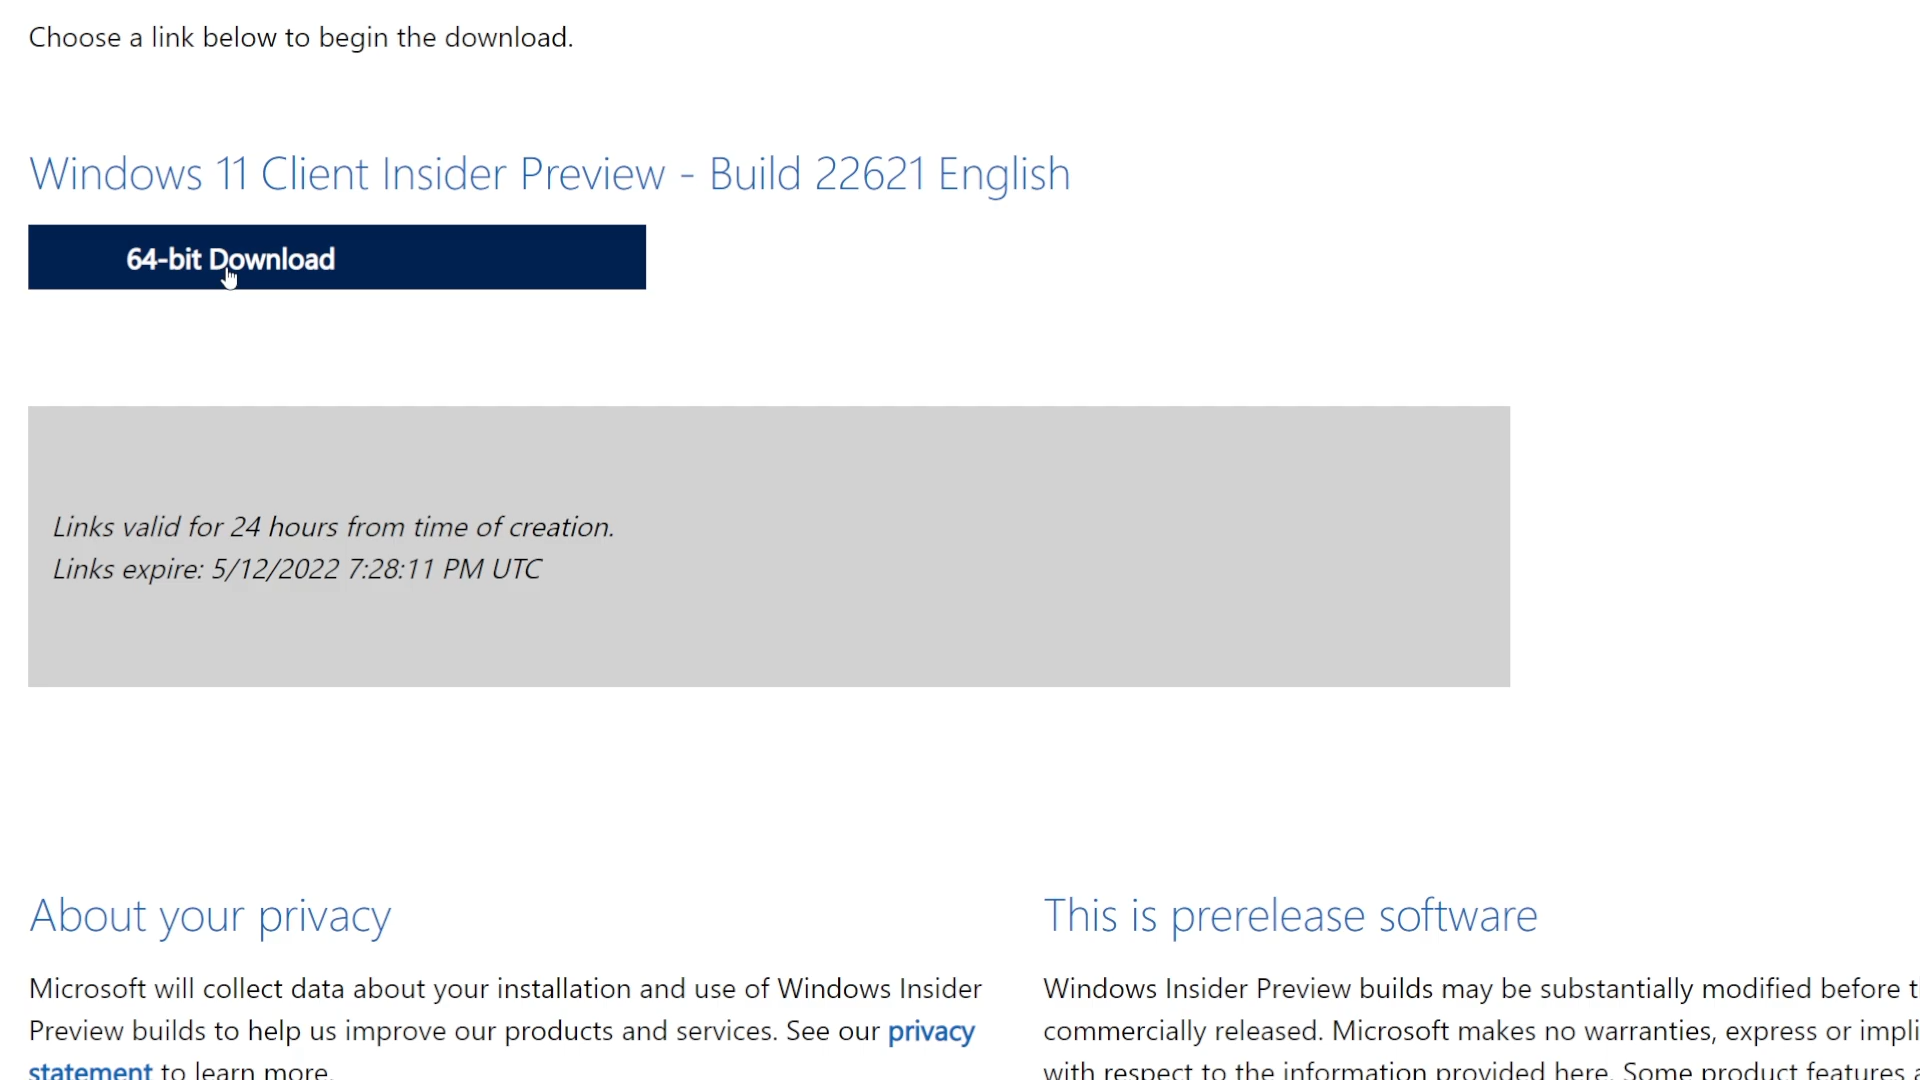 Choose a link below to begin the download.
Windows 11 Client Insider Preview - Build 22621 English
64-bit Download
Links valid for 24 hours from time of creation.
Links expire: 5/12/2022 7:28:11 PM UTC
About your privacy
Microsoft will collect data about your installation and use of Windows Insider
Preview builds to help us improve our products and services. See our privacy
statement to learn more.
This is prerelease software
Windows Insider Preview builds may be substantially modified before
commercially released. Microsoft makes no warranties, express or
with respect to the information provided here. Some product features